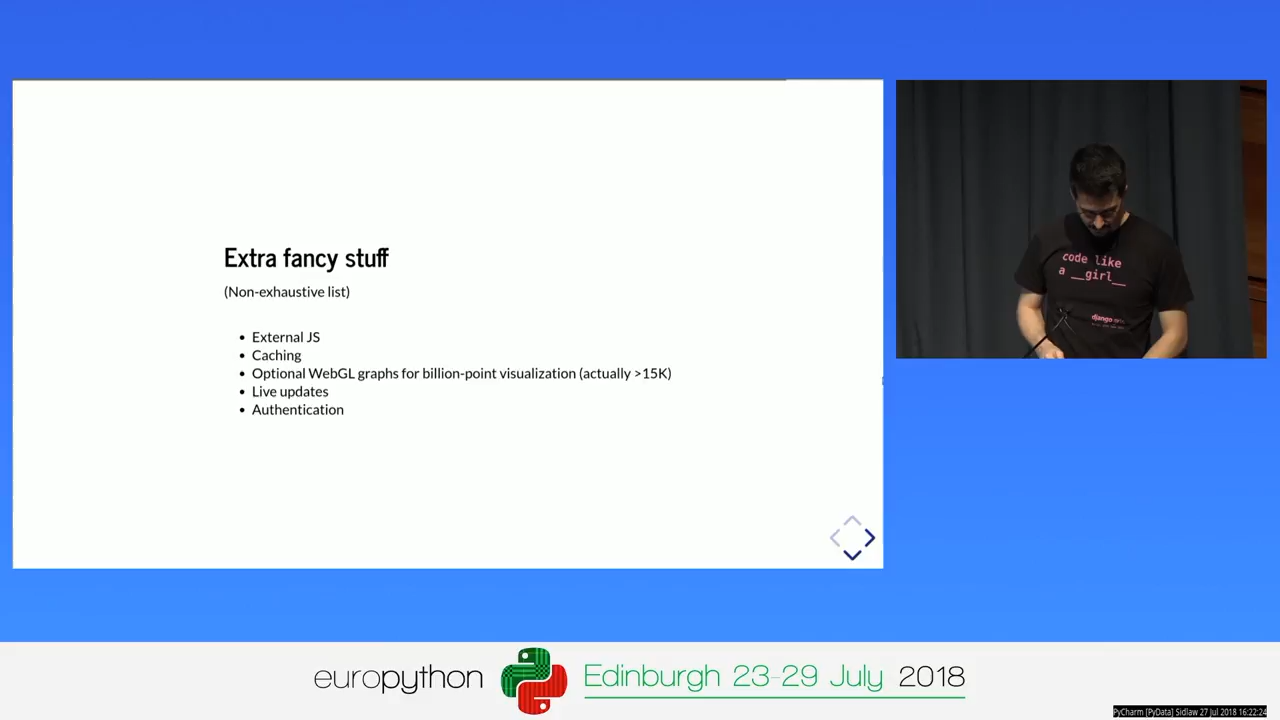 Extra fancy stuff
(Non-exhaustive list)
• External JS
• Caching
• Optional WebGL graphs for billion-point visualization (actually >15K)
• Live updates
• Authentication
code like
a __girl__
django
europython
Edinburgh 23-29 July 2018
PyCharm [PyData] Sidlaw 27 Jul 2018 16:22:24